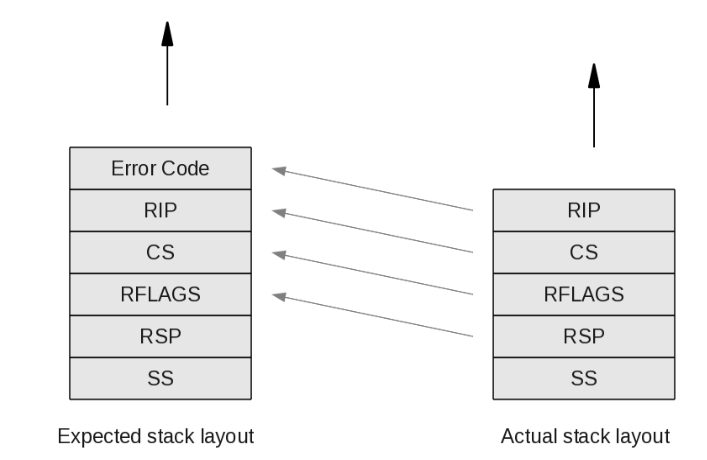 Error Code
RIP
CS
RFLAGS
RSP
SS
Expected stack layout
RIP
CS
RFLAGS
RSP
SS
Actual stack layout